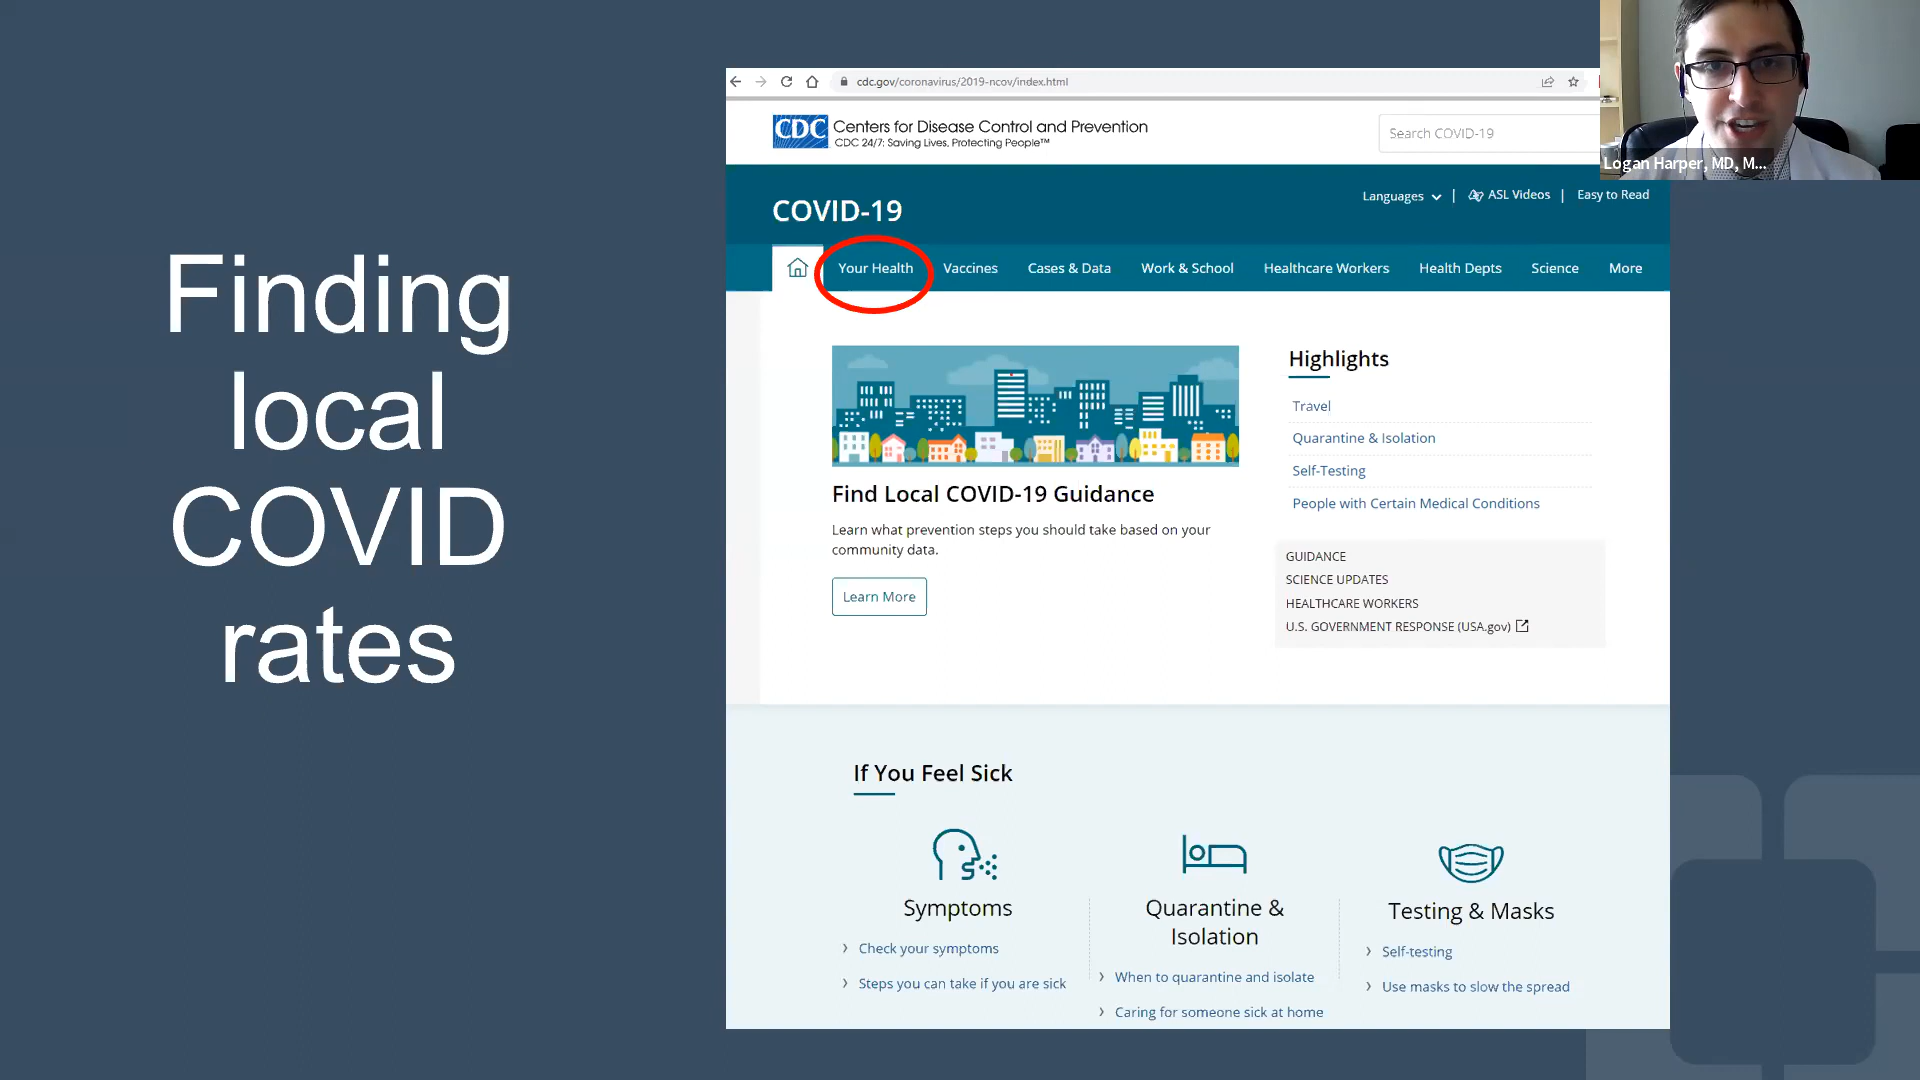 Finding
local
COVID
rates
cdc.gov/coronavirus/2019-ncov/index.html
CDC
Centers for Disease Control and Prevention
CDC 24/7: Saving Lives, Protecting People™
Search COVID-19
Logan Harper, MD, M...
Languages | ASL Videos | Easy to Read
COVID-19
Your Health Vaccines Cases & Data Work & School Healthcare Workers Health Depts Science More
Find Local COVID-19 Guidance
Learn what prevention steps you should take based on your
community data.
Learn More
Highlights
Travel
Quarantine & Isolation
Self-Testing
People with Certain Medical Conditions
GUIDANCE
SCIENCE UPDATES
HEALTHCARE WORKERS
U.S. GOVERNMENT RESPONSE (USA.gov)
If You Feel Sick
Symptoms
Check your symptoms
Steps you can take if you are sick
Quarantine &
Isolation
When to quarantine and isolate
Caring for someone sick at home
Testing & Masks
Self-testing
Use masks to slow the spread